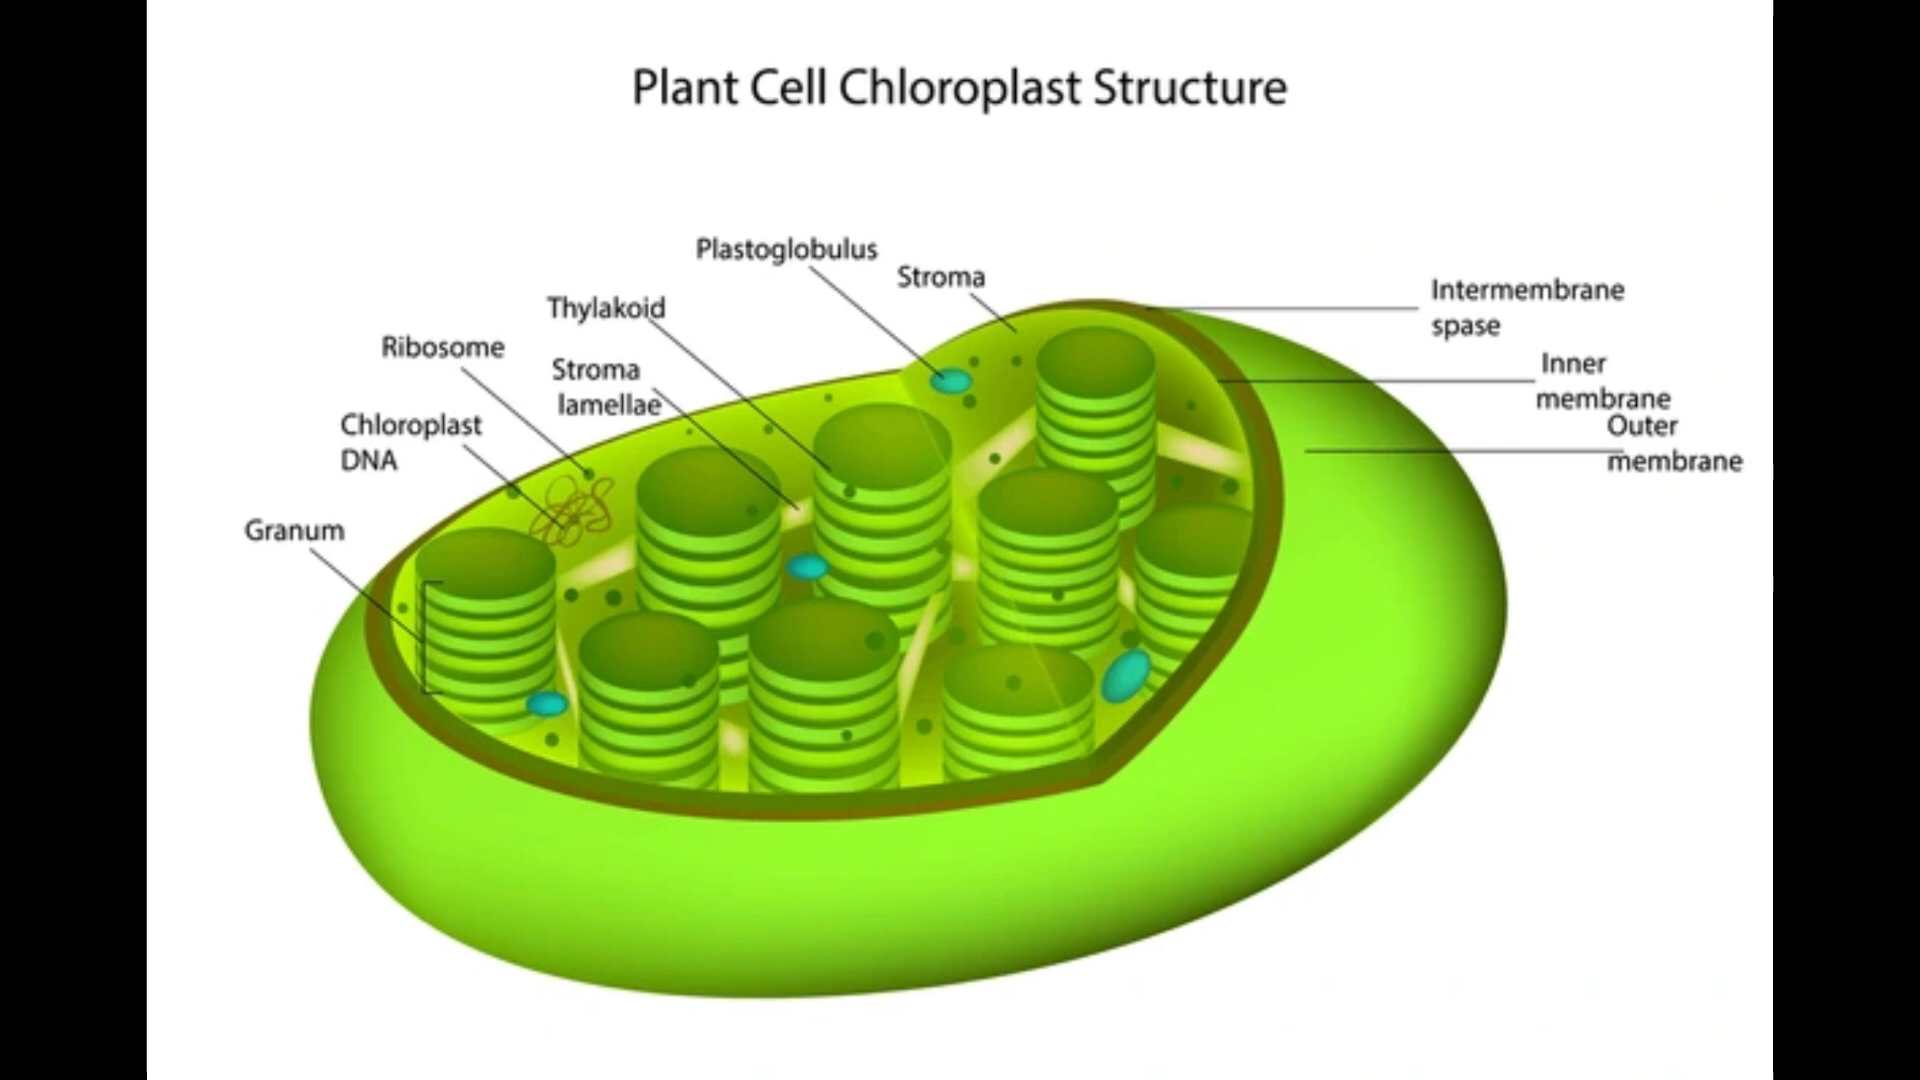 Plant Cell Chloroplast Structure
Plastoglobulus
Stroma
Thylakoid
Intermembrane
spase
Ribosome
Stroma
lamellae
Inner
membrane
Chloroplast
DNA
Outer
membrane
Granum